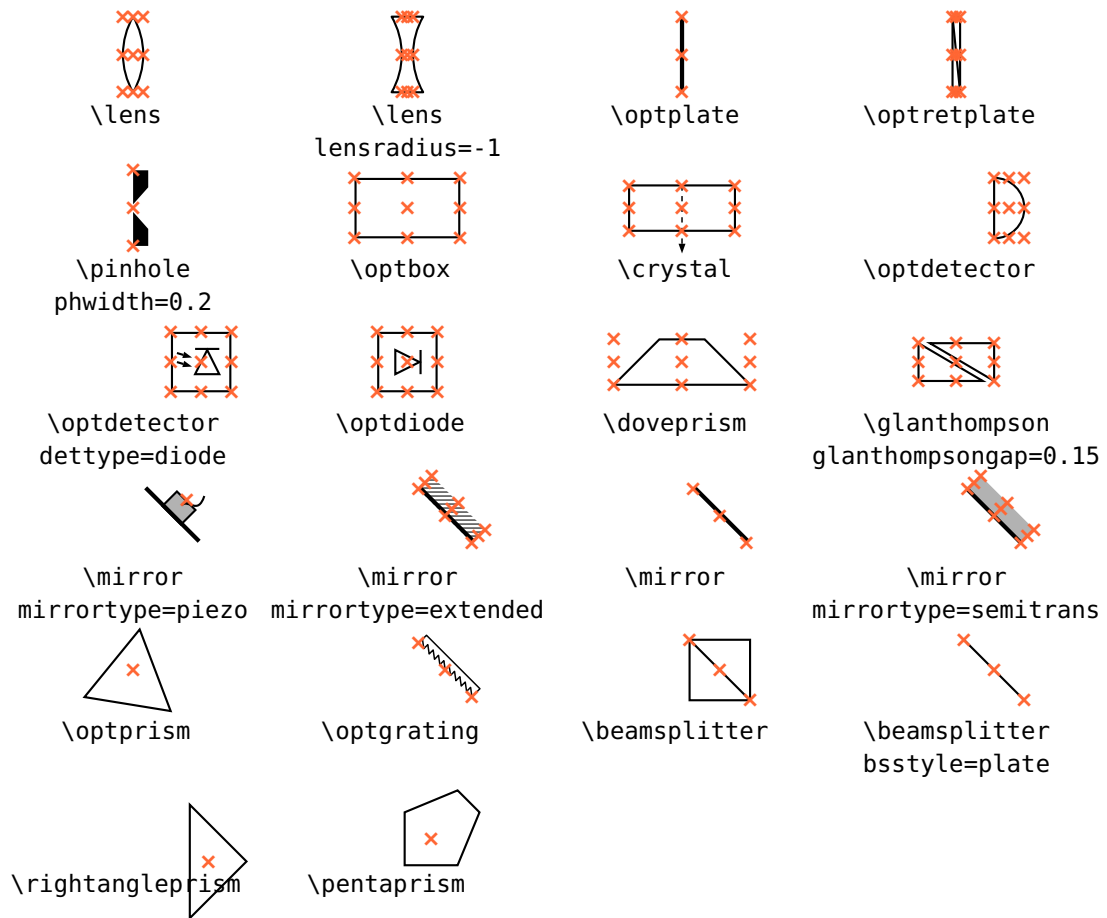 \lens
\lens
\optplate
\optretplate
lensradius=-1
\pinhole
\optbox
\crystal
\optdetector
phwidth=0.2
\optdetector
\optdiode
\doveprism
\glanthompson
dettype=diode
glanthompsongap=0.15
\mirror
\mirror
\mirror
\mirror
mirrortype=piezo
mirrortype=extended
mirrortype=semitrans
\optprism
\optgrating
\beamsplitter
\beamsplitter
bsstyle=plate
\rightangleprism
\pentaprism